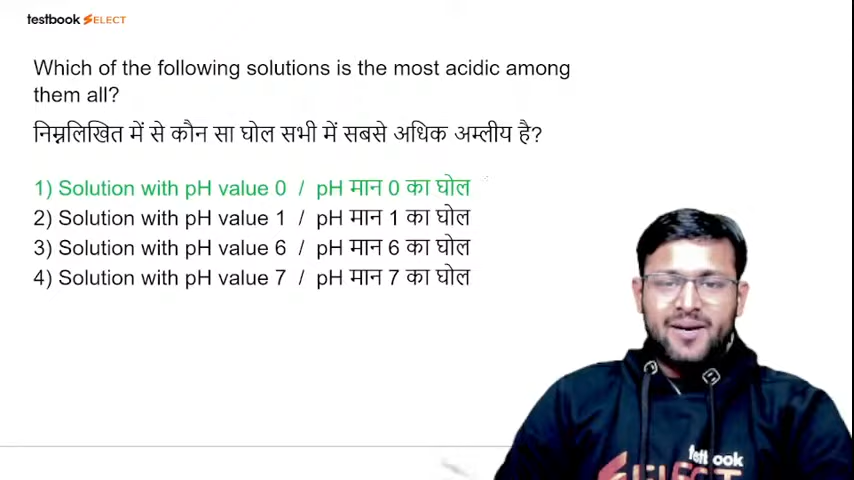 testbook SELECT
Which of the following solutions is the most acidic among
them all?
निम्नलिखित में से कौन सा घोल सभी में सबसे अधिक अम्लीय है?
1) Solution with pH value 0 / pH मान 0 का घोल
2) Solution with pH value 1 / pH मान 1 का घोल
3) Solution with pH value 6 / pH मान 6 का घोल
4) Solution with pH value 7 / pH मान 7 का घोल
testbook
SELECT